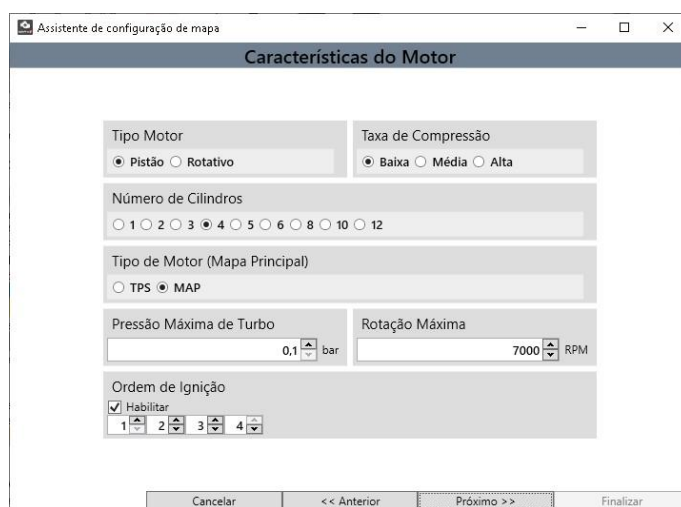 Assistente de configuração de mapa
Características do Motor
Tipo Motor
Pistão Rotativo
Taxa de Compressão
Baixa Média Alta
Número de Cilindros
1 2 3 4 5 6 8 10 12
Tipo de Motor (Mapa Principal)
TPS MAP
Pressão Máxima de Turbo
0,1 bar
Rotação Máxima
7000 RPM
Ordem de Ignição
Habilitar
1 2 3 4
Cancelar << Anterior Próximo >> Finalizar